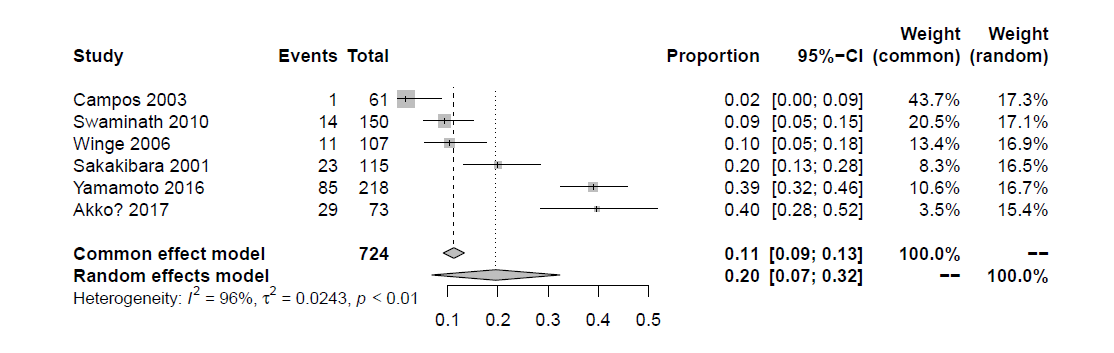 Weight Weight
Study Events Total Proportion 95%−CI (common) (random)
Campos 2003 1 61 0.02 [0.00; 0.09] 43.7% 17.3%
Swaminath 2010 14 150 0.09 [0.05; 0.15] 20.5% 17.1%
Winge 2006 11 107 0.10 [0.05; 0.18] 13.4% 16.9%
Sakakibara 2001 23 115 0.20 [0.13; 0.28] 8.3% 16.5%
Yamamoto 2016 85 218 0.39 [0.32; 0.46] 10.6% 16.7%
Akko? 2017 29 73 0.40 [0.28; 0.52] 3.5% 15.4%
Common effect model 724 0.11 [0.09; 0.13] 100.0% −−
Random effects model 0.20 [0.07; 0.32] −− 100.0%
Heterogeneity: I² = 96%, τ² = 0.0243, p < 0.01
0.1 0.2 0.3 0.4 0.5